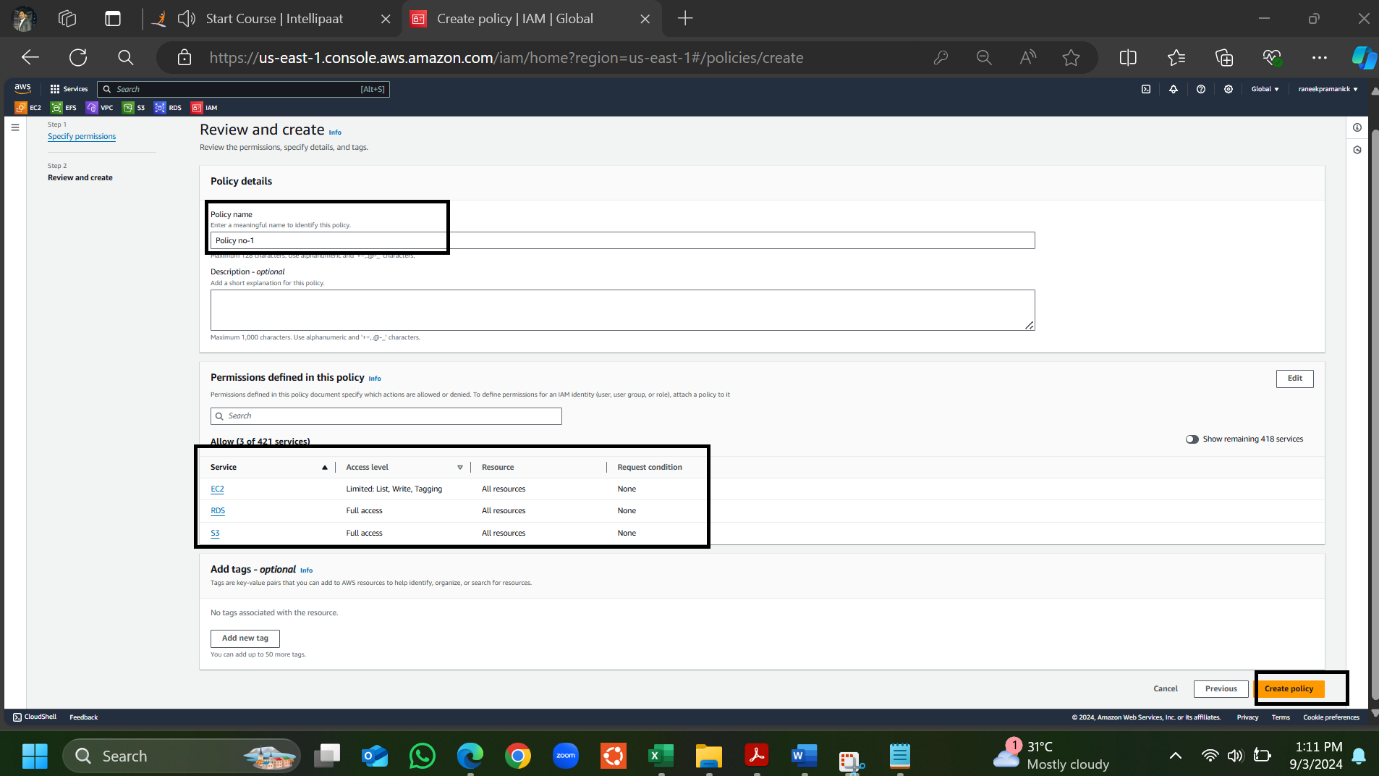 Start Course | Intellipaat
Create policy | IAM | Global
https://us-east-1.console.aws.amazon.com/iam/home?region=us-east-1#/policies/create
aws
Services
Search
[Alt+S]
Global
raneekpramanick
EC2
EFS
VPC
S3
RDS
IAM
Step 1
Specify permissions
Step 2
Review and create
Review and create Info
Review the permissions, specify details, and tags.
Policy details
Policy name
Enter a meaningful name to identify this policy.
Policy no-1
Maximum 128 characters. Use alphanumeric and '+=,.@-_' characters.
Description - optional
Add a short explanation for this policy.
Maximum 1,000 characters. Use alphanumeric and '+=,.@-_' characters.
Permissions defined in this policy Info
Edit
Permissions defined in this policy document specify which actions are allowed or denied. To define permissions for an IAM identity (user, user group, or role), attach a policy to it
Search
Allow (3 of 421 services)
Show remaining 418 services
Service Access level Resource Request condition
EC2 Limited: List, Write, Tagging All resources None
RDS Full access All resources None
S3 Full access All resources None
Add tags - optional Info
Tags are key-value pairs that you can add to AWS resources to help identify, organize, or search for resources.
No tags associated with the resource.
Add new tag
You can add up to 50 more tags.
Cancel
Previous
Create policy
CloudShell
Feedback
© 2024, Amazon Web Services, Inc. or its affiliates.
Privacy
Terms
Cookie preferences
Search
zoom
1
31°C
Mostly cloudy
1:11 PM
9/3/2024